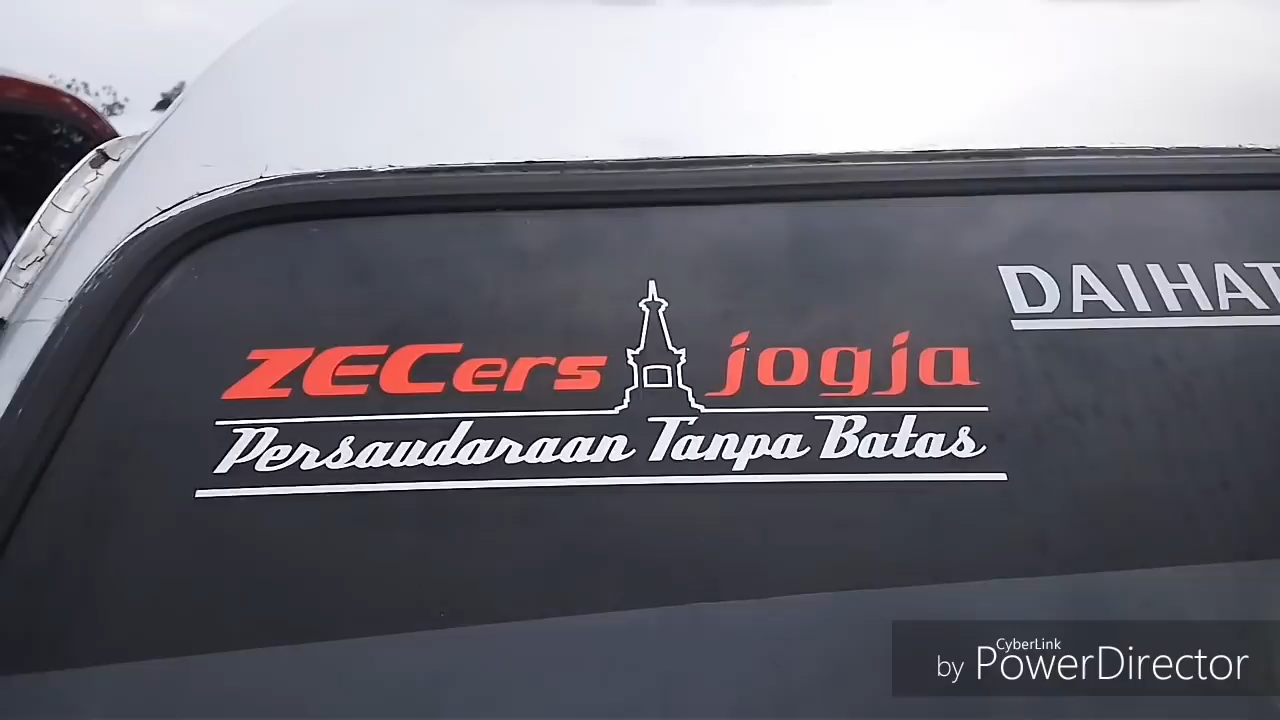 DAIHAT
ZECers jogja
Persaudaraan Tanpa Batas
CyberLink
by PowerDirector